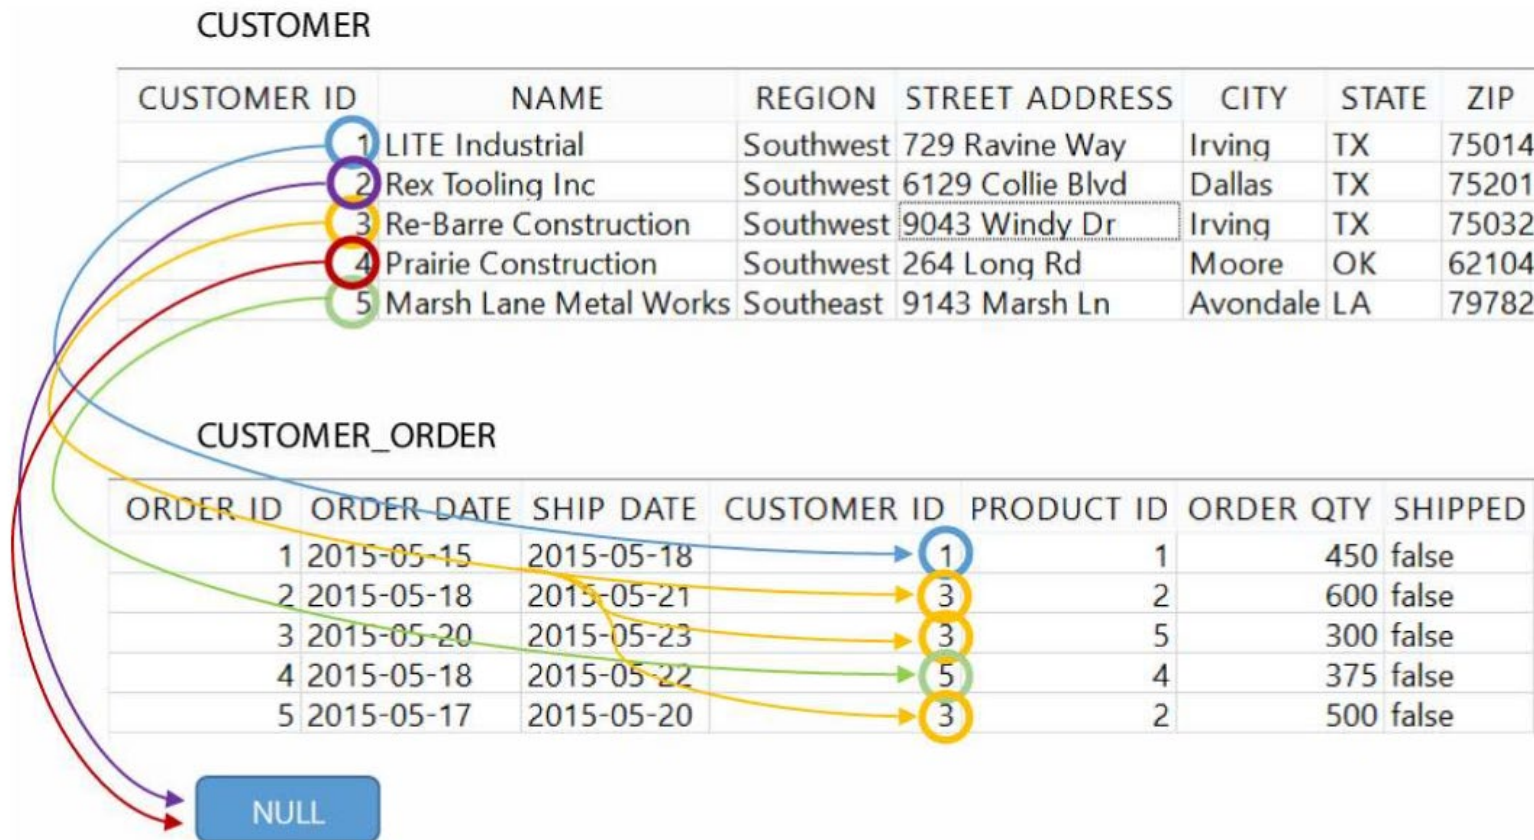 CUSTOMER
CUSTOMER ID NAME REGION STREET ADDRESS CITY STATE ZIP
1 LITE Industrial Southwest 729 Ravine Way Irving TX 75014
2 Rex Tooling Inc Southwest 6129 Collie Blvd Dallas TX 75201
3 Re-Barre Construction Southwest 9043 Windy Dr Irving TX 75032
4 Prairie Construction Southwest 264 Long Rd Moore OK 62104
5 Marsh Lane Metal Works Southeast 9143 Marsh Ln Avondale LA 79782
CUSTOMER_ORDER
ORDER ID ORDER DATE SHIP DATE CUSTOMER ID PRODUCT ID ORDER QTY SHIPPED
1 2015-05-15 2015-05-18 1 1 450 false
2 2015-05-18 2015-05-21 3 2 600 false
3 2015-05-20 2015-05-23 3 5 300 false
4 2015-05-18 2015-05-22 5 4 375 false
5 2015-05-17 2015-05-20 3 2 500 false
NULL